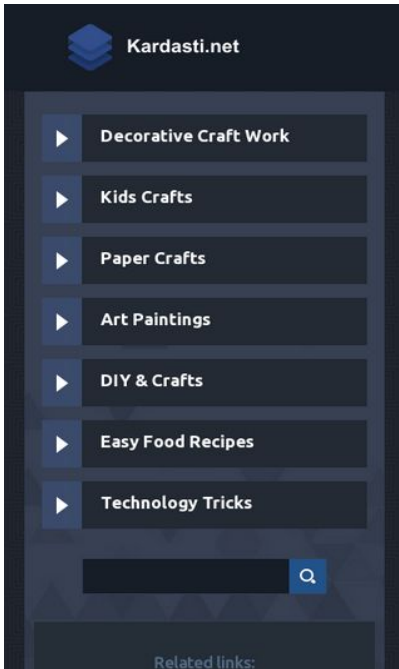 Kardasti.net
Decorative Craft Work
Kids Crafts
Paper Crafts
Art Paintings
DIY & Crafts
Easy Food Recipes
Technology Tricks
Related links: